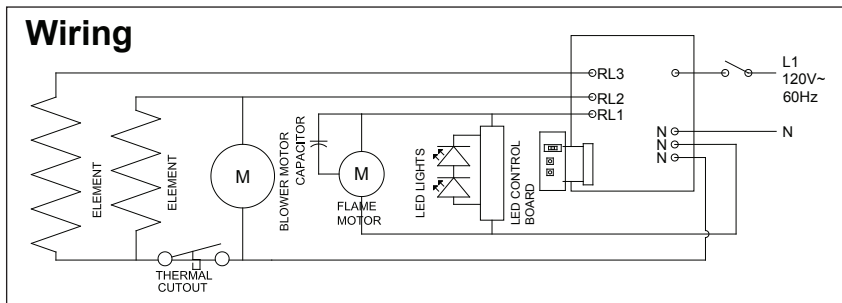 Wiring
RL3
RL2
RL1
L1
120V~
60Hz
N
N
N
N
ELEMENT
ELEMENT
M
BLOWER MOTOR
CAPACITOR
M
FLAME
MOTOR
LED LIGHTS
LED CONTROL
BOARD
THERMAL
CUTOUT